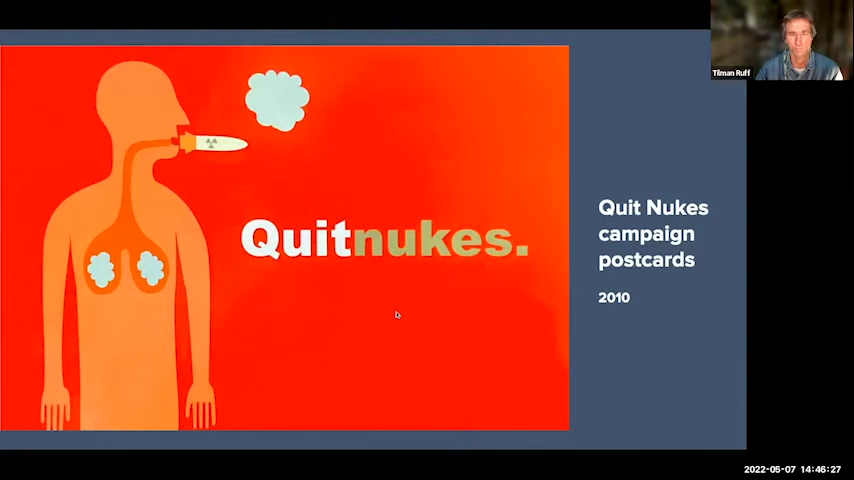 Tilman Ruff
Quitnukes.
Quit Nukes
campaign
postcards
2010
2022-05-07 14:46:27